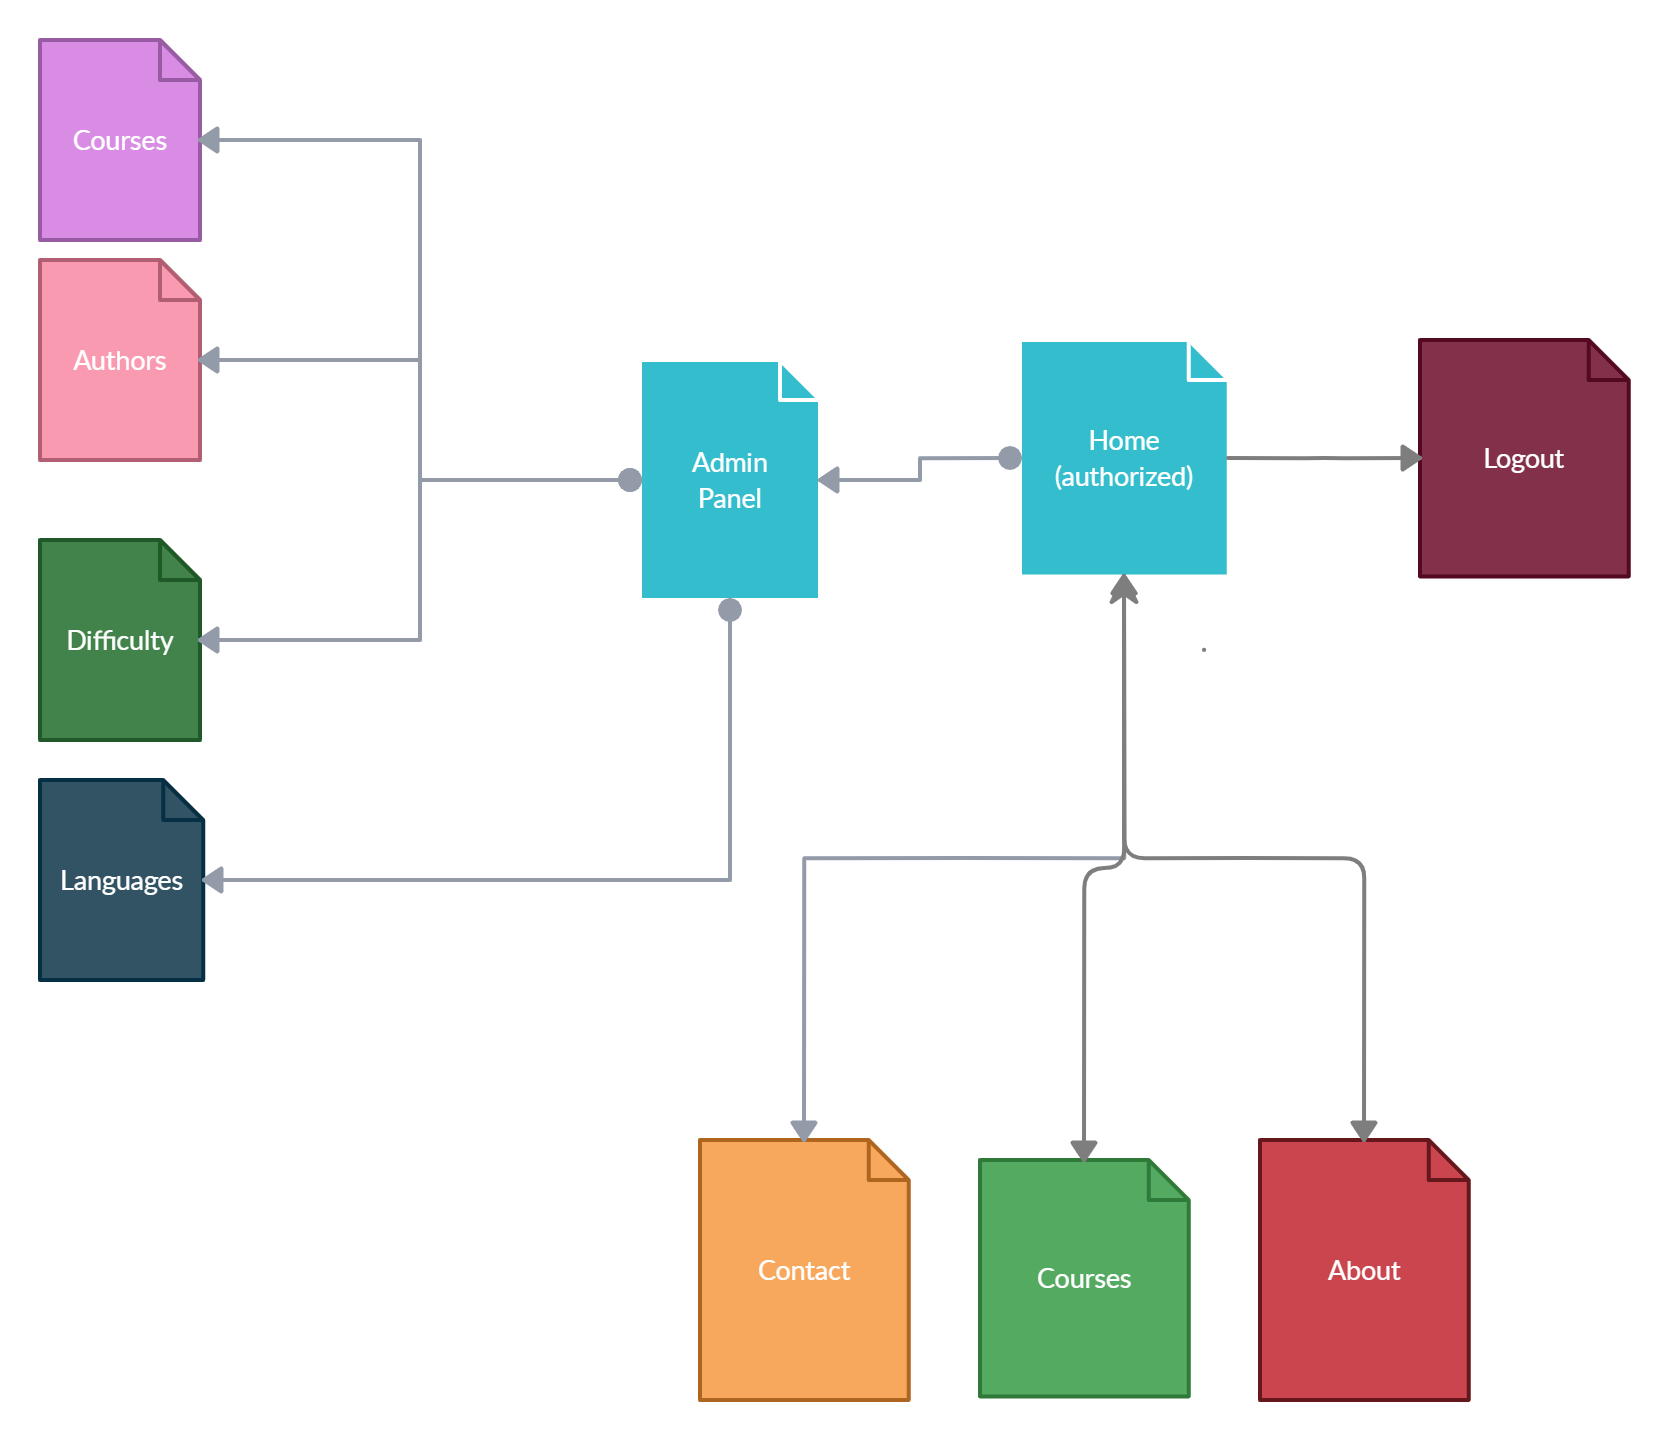 Courses
Authors
Difficulty
Languages
Admin
Panel
Home
(authorized)
Logout
Contact
Courses
About